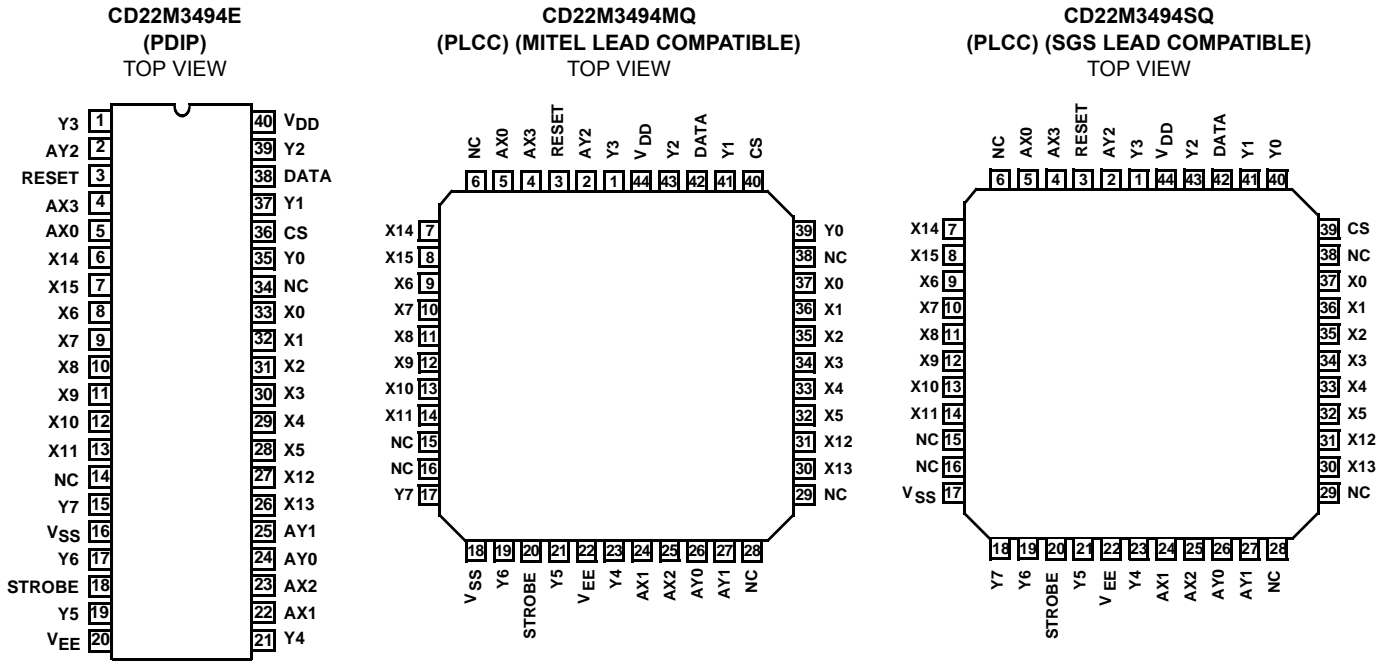 CD22M3494E
(PDIP)
TOP VIEW
Y3 1
AY2 2
RESET 3
AX3 4
AX0 5
X14 6
X15 7
X6 8
X7 9
X8 10
X9 11
X10 12
X11 13
NC 14
Y7 15
VSS 16
Y6 17
STROBE 18
Y5 19
VEE 20
40 VDD
39 Y2
38 DATA
37 Y1
36 CS
35 Y0
34 NC
33 X0
32 X1
31 X2
30 X3
29 X4
28 X5
27 X12
26 X13
25 AY1
24 AY0
23 AX2
22 AX1
21 Y4
CD22M3494MQ
(PLCC) (MITEL LEAD COMPATIBLE)
TOP VIEW
NC AX0 AX3 RESET AY2 Y3 VDD Y2 DATA Y1 CS
6 5 4 3 2 1 44 43 42 41 40
X14 7
X15 8
X6 9
X7 10
X8 11
X9 12
X10 13
X11 14
NC 15
NC 16
Y7 17
39 Y0
38 NC
37 X0
36 X1
35 X2
34 X3
33 X4
32 X5
31 X12
30 X13
29 NC
18 19 20 21 22 23 24 25 26 27 28
VSS Y6 STROBE Y5 VEE Y4 AX1 AX2 AY0 AY1 NC
CD22M3494SQ
(PLCC) (SGS LEAD COMPATIBLE)
TOP VIEW
NC AX0 AX3 RESET AY2 Y3 VDD Y2 DATA Y1 Y0
6 5 4 3 2 1 44 43 42 41 40
X14 7
X15 8
X6 9
X7 10
X8 11
X9 12
X10 13
X11 14
NC 15
NC 16
VSS 17
39 CS
38 NC
37 X0
36 X1
35 X2
34 X3
33 X4
32 X5
31 X12
30 X13
29 NC
18 19 20 21 22 23 24 25 26 27 28
Y7 Y6 STROBE Y5 VEE Y4 AX1 AX2 AY0 AY1 NC